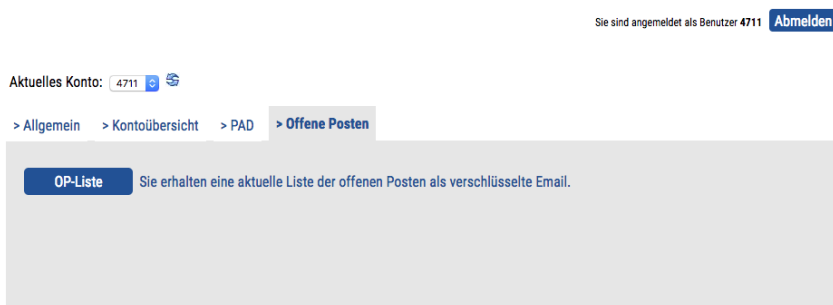 Sie sind angemeldet als Benutzer 4711 Abmelden
Aktuelles Konto: 4711
> Allgemein > Kontoübersicht > PAD > Offene Posten
OP-Liste Sie erhalten eine aktuelle Liste der offenen Posten als verschlüsselte Email.